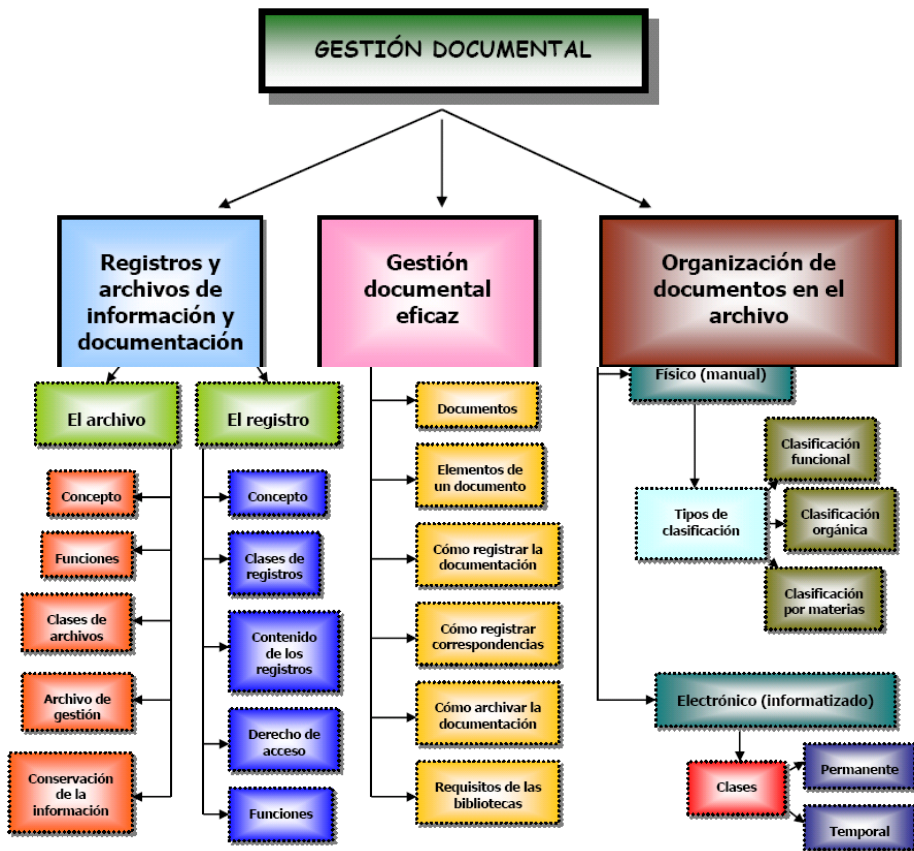 GESTIÓN DOCUMENTAL
Registros y
archivos de
información y
documentación
Gestión
documental
eficaz
Organización de
documentos en el
archivo
El archivo
El registro
Concepto
Funciones
Clases de
archivos
Archivo de
gestión
Conservación
de la
información
Concepto
Clases de
registros
Contenido
de los
registros
Derecho de
acceso
Funciones
Documentos
Elementos de
un documento
Cómo registrar la
documentación
Cómo registrar
correspondencias
Cómo archivar la
documentación
Requisitos de las
bibliotecas
Físico (manual)
Tipos de
clasificación
Clasificación
funcional
Clasificación
orgánica
Clasificación
por materias
Electrónico (informatizado)
Clases
Permanente
Temporal